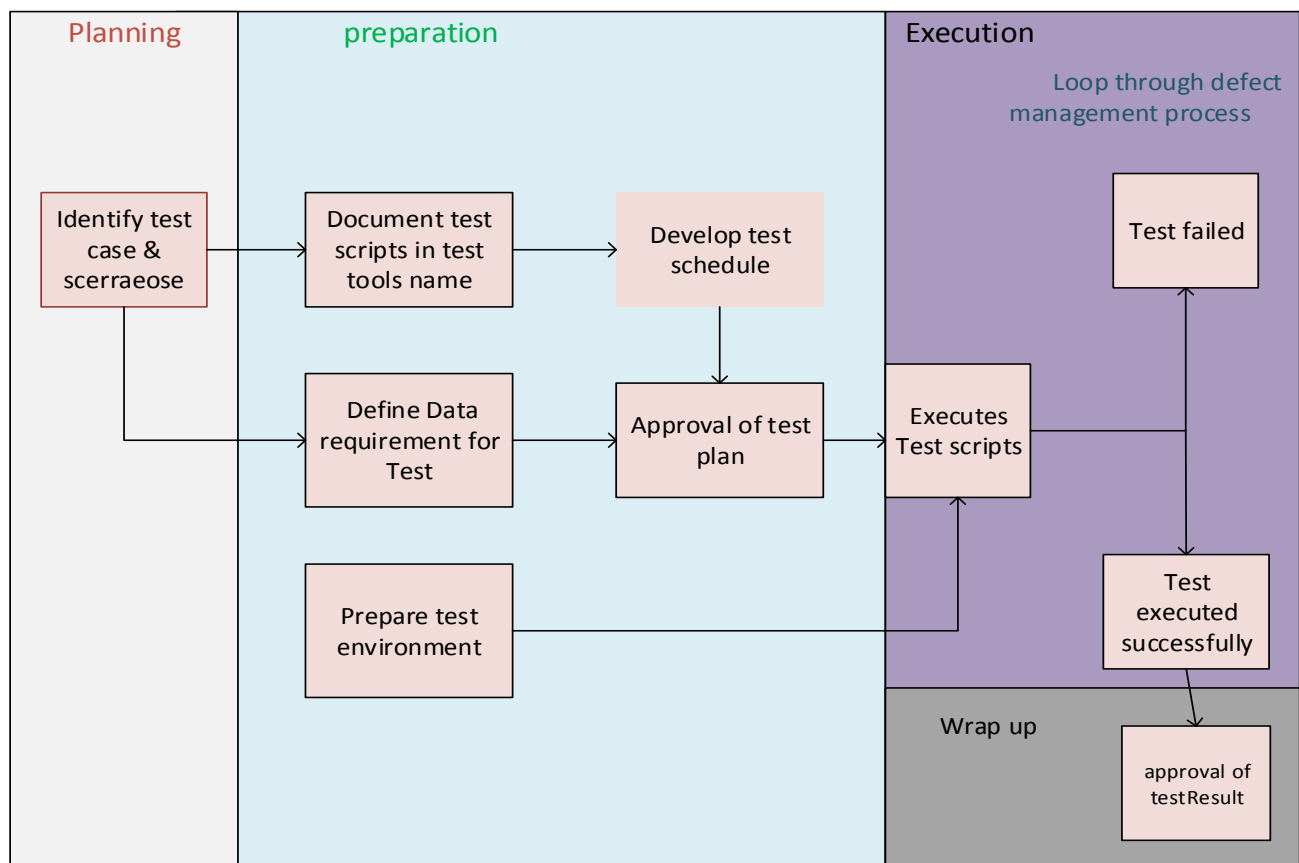 Planning
preparation
Execution
Loop through defect
management process
Identify test
case &
scerraeose
Document test
scripts in test
tools name
Develop test
schedule
Test failed
Define Data
requirement for
Test
Approval of test
plan
Executes
Test scripts
Prepare test
environment
Test
executed
successfully
Wrap up
approval of
testResult